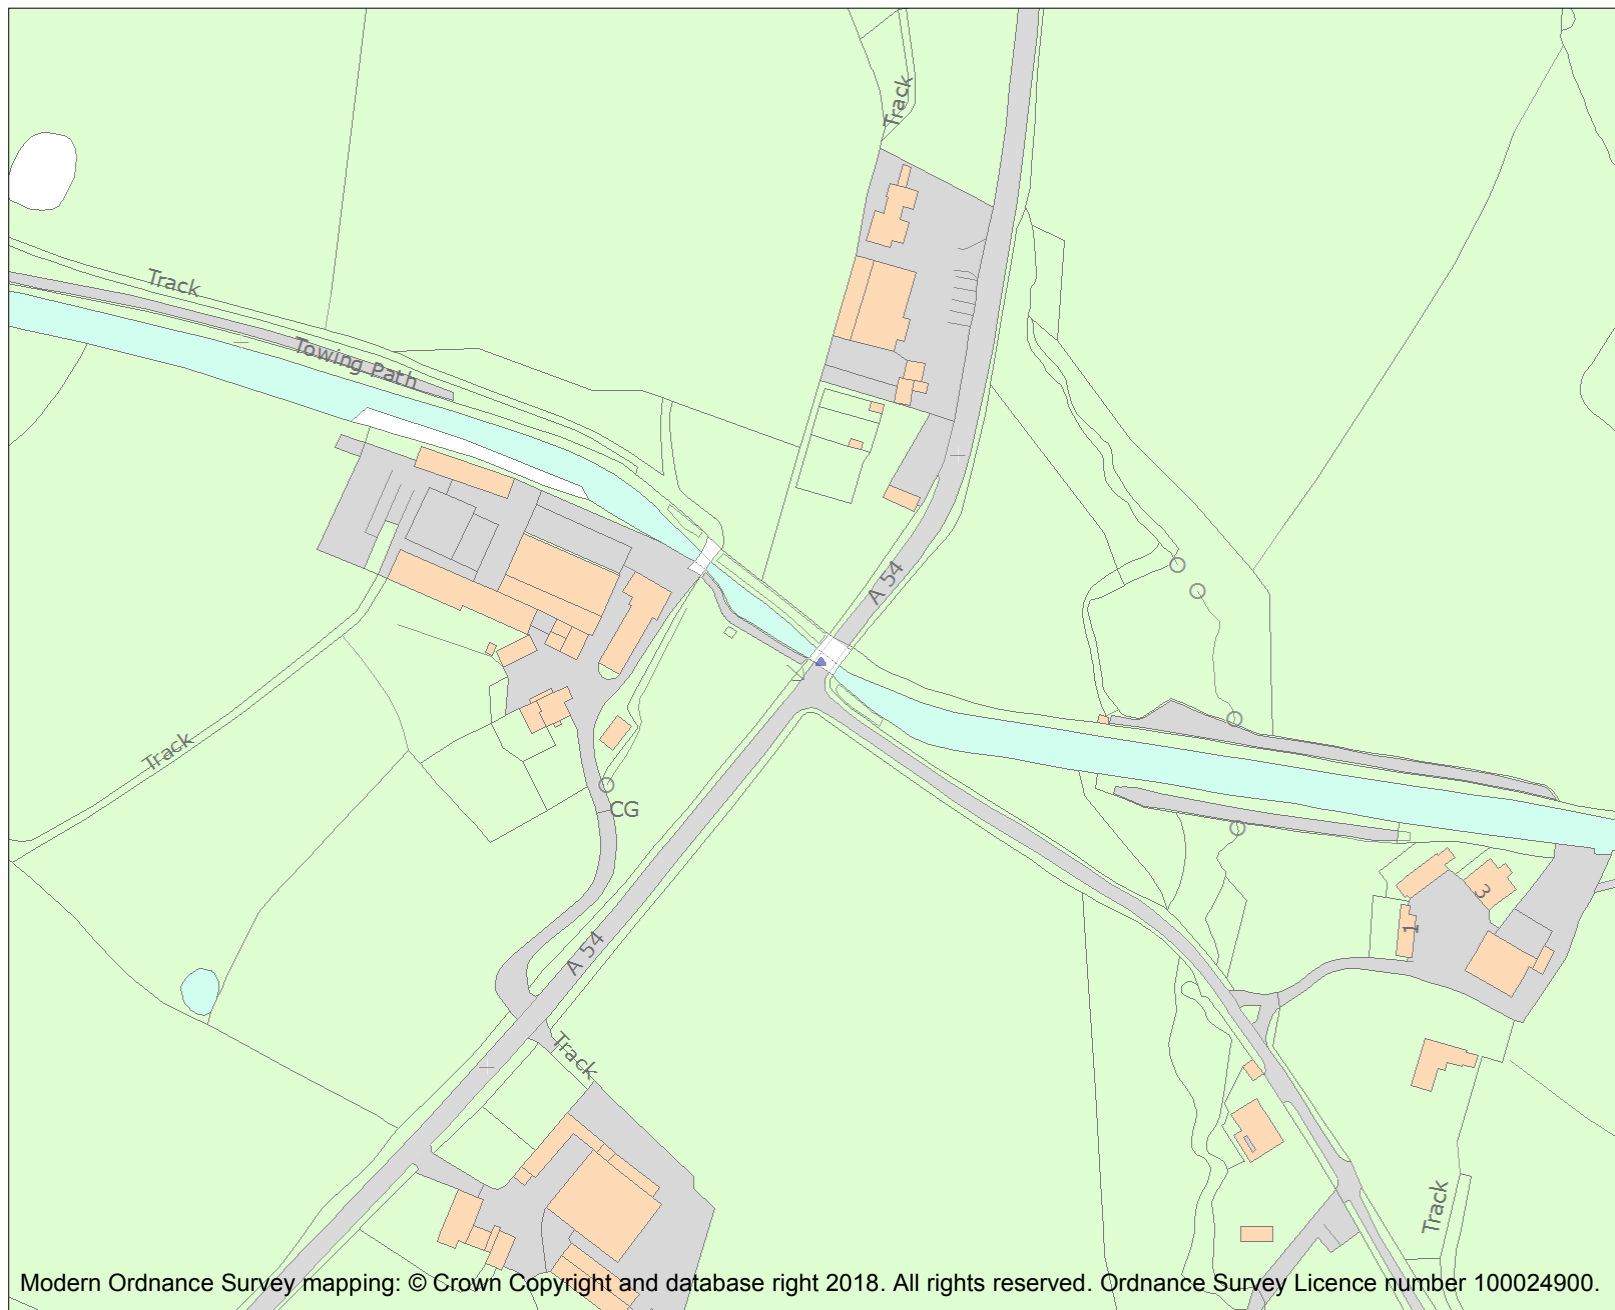 Track
Track
Towing Path
A 54
Track
CG
3
1
A 54
Track
Track
Modern Ordnance Survey mapping: © Crown Copyright and database right 2018. All rights reserved. Ordnance Survey Licence number 100024900.